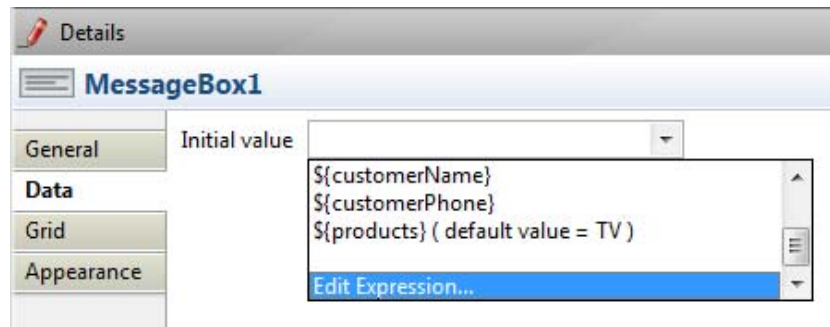 Details
MessageBox1
General
Data
Grid
Appearance
Initial value
${customerName}
${customerPhone}
${products} ( default value = TV )
Edit Expression...